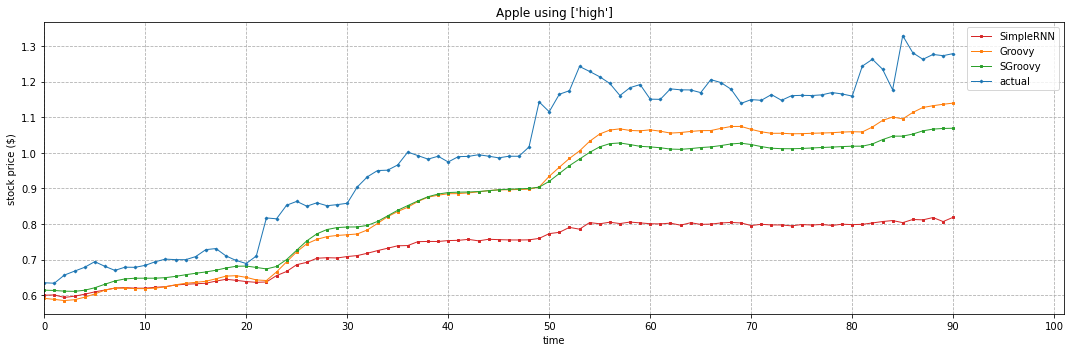 Apple using ['high']
stock price ($)
1.3
1.2
1.1
1.0
0.9
0.8
0.7
0.6
SimpleRNN
Groovy
SGroovy
actual
0 10 20 30 40 50 60 70 80 90 100
time